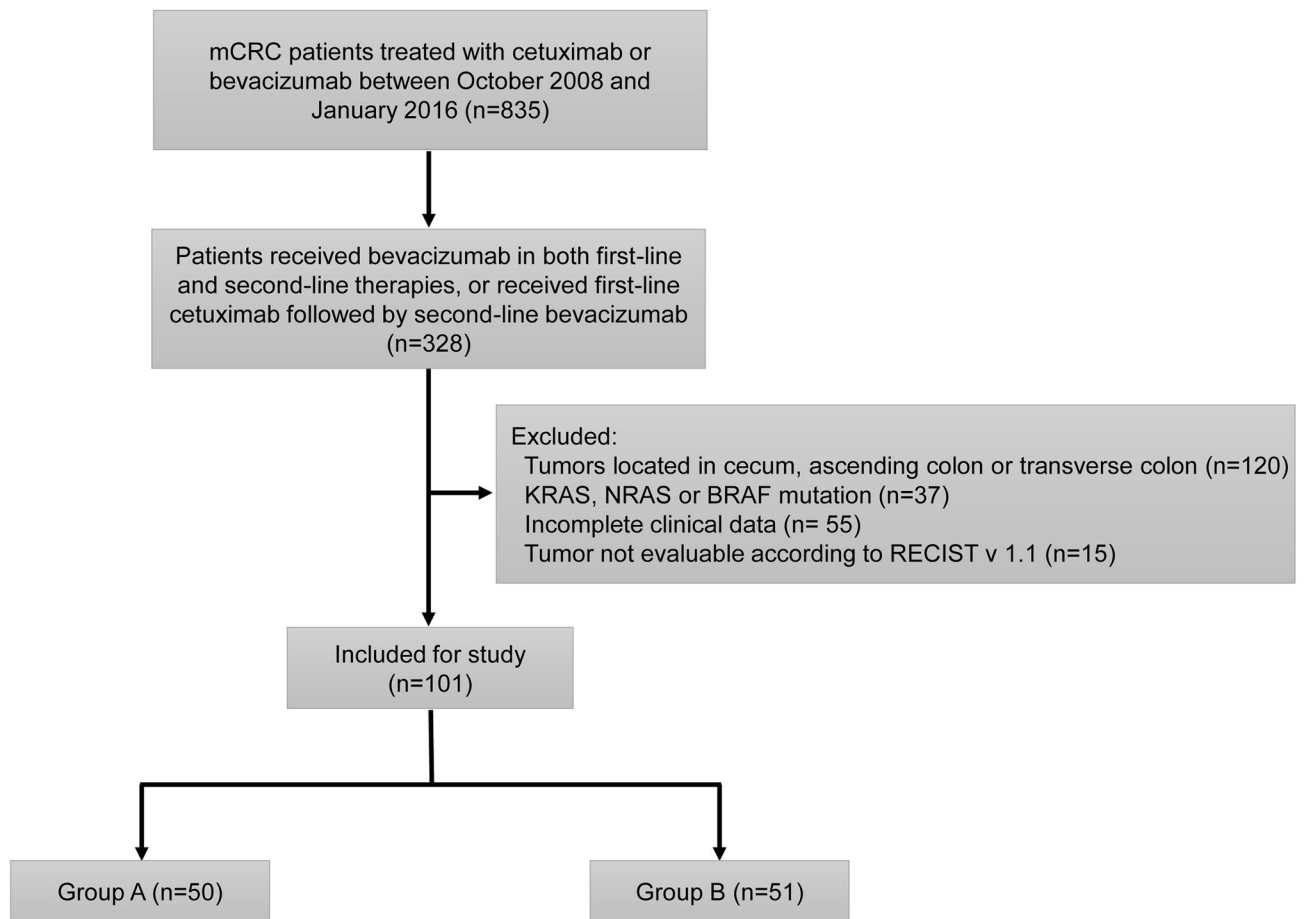 mCRC patients treated with cetuximab or
bevacizumab between October 2008 and
January 2016 (n=835)
Patients received bevacizumab in both first-line
and second-line therapies, or received first-line
cetuximab followed by second-line bevacizumab
(n=328)
Excluded:
Tumors located in cecum, ascending colon or transverse colon (n=120)
KRAS, NRAS or BRAF mutation (n=37)
Incomplete clinical data (n= 55)
Tumor not evaluable according to RECIST v 1.1 (n=15)
Included for study
(n=101)
Group A (n=50)
Group B (n=51)